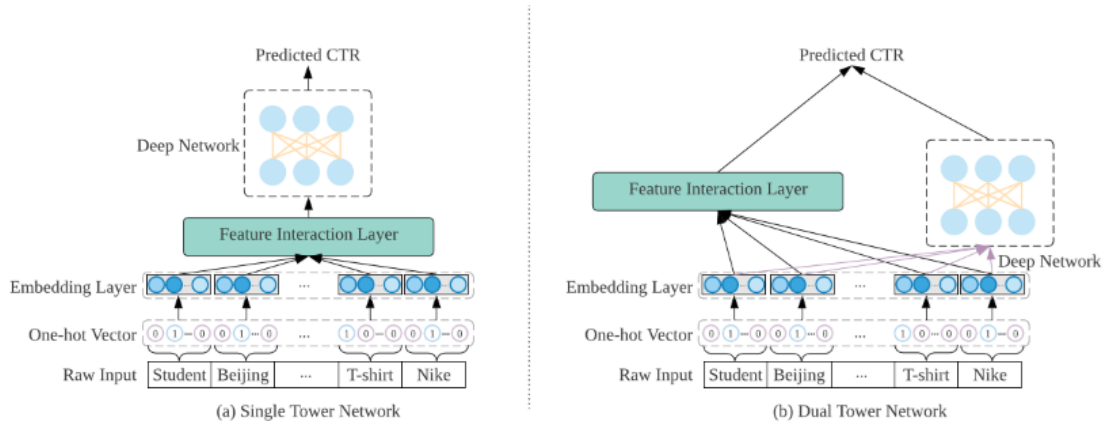 Predicted CTR
Deep Network
Feature Interaction Layer
Embedding Layer
...
One-hot Vector
0 1 ... 0 0 1 ... 0 ... 1 0 ... 0 0 1 ... 0
Raw Input Student Beijing ... T-shirt Nike
(a) Single Tower Network
Predicted CTR
Feature Interaction Layer
Deep Network
Embedding Layer
...
One-hot Vector
0 1 ... 0 0 1 ... 0 ... 1 0 ... 0 0 1 ... 0
Raw Input Student Beijing ... T-shirt Nike
(b) Dual Tower Network